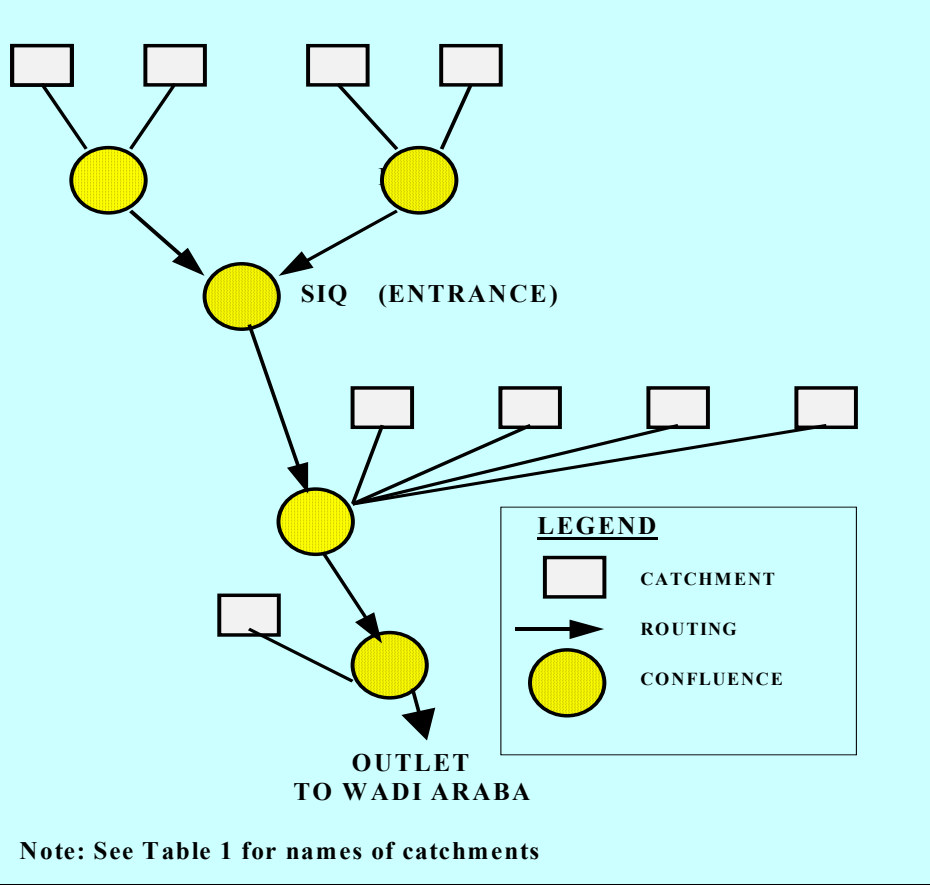 SIQ (ENTRANCE)
LEGEND
CATCHMENT
ROUTING
CONFLUENCE
OUTLET
TO WADI ARABA
Note: See Table 1 for names of catchments